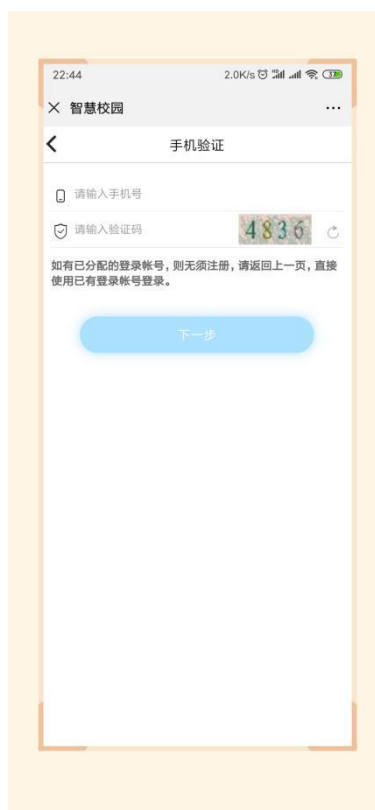 22:44 2.0K/s
智慧校园
手机验证
请输入手机号
请输入验证码 4836
如有已分配的登录帐号，则无须注册，请返回上一页，直接
使用已有登录帐号登录。
下一步